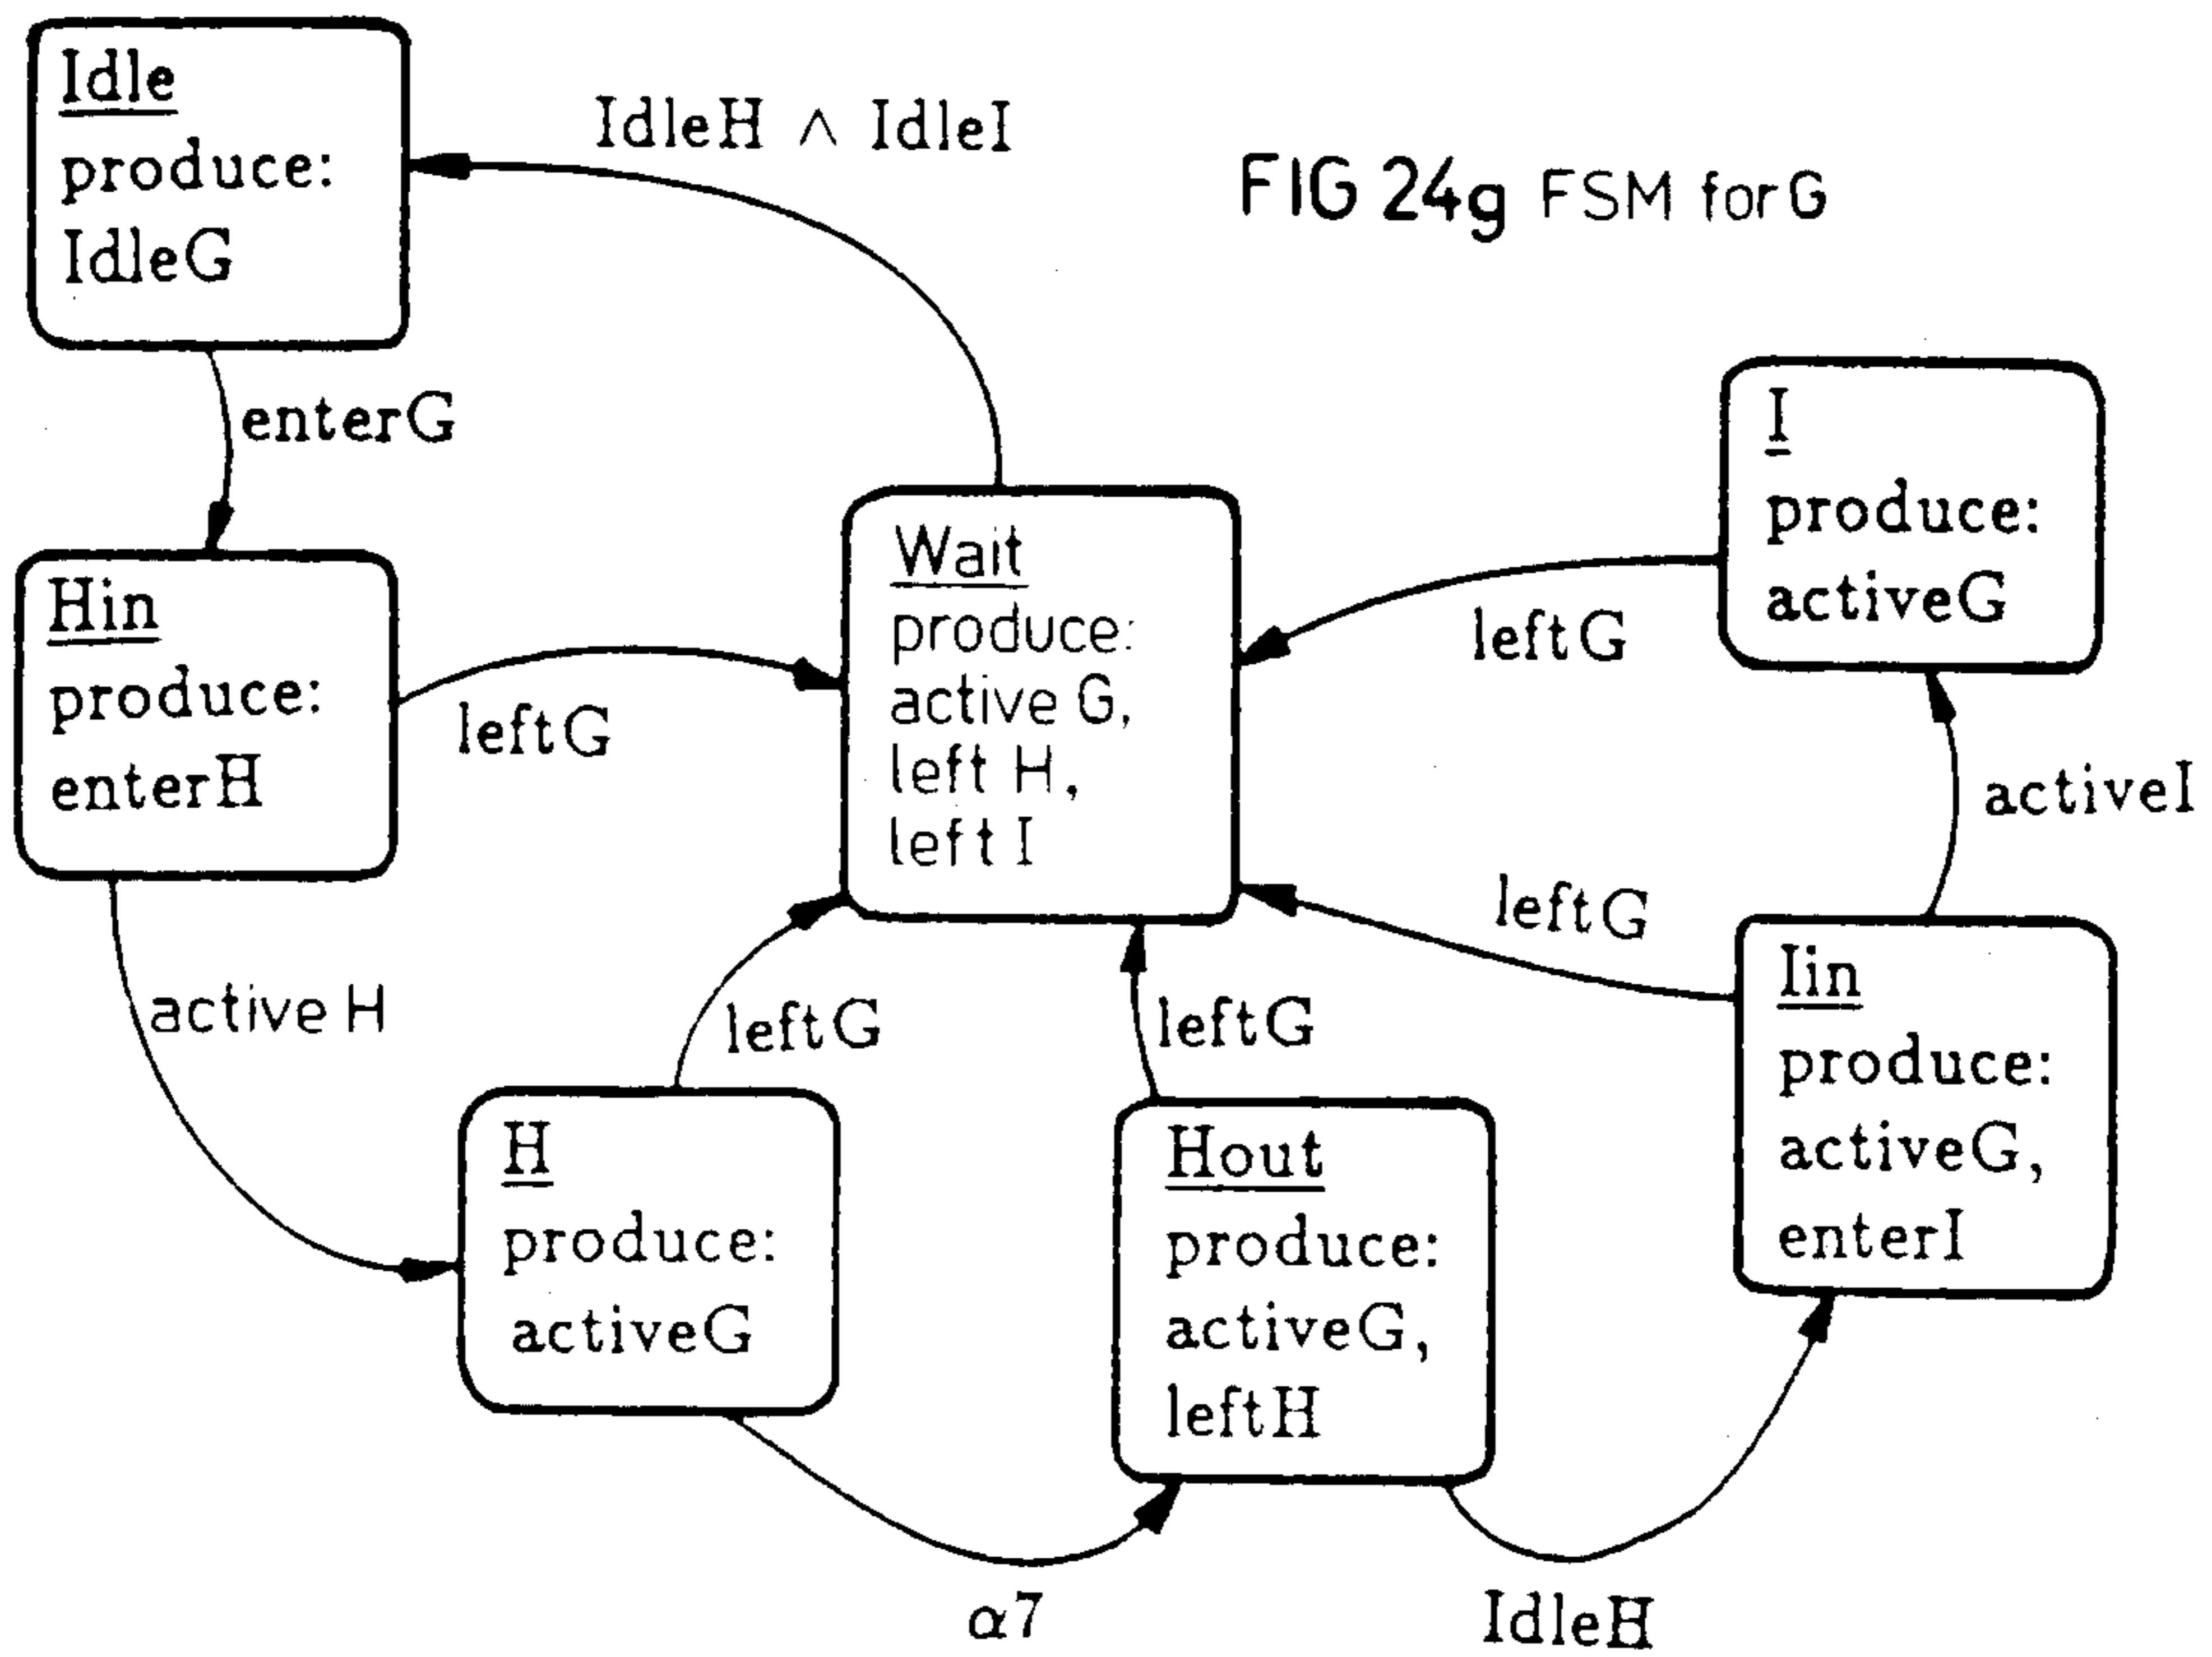 Idle
produce:
IdleG
IdleH ∧ IdleI
FIG 24g FSM for G
enterG
Hin
produce:
enterH
leftG
Wait
produce:
active G,
left H,
left I
I
produce:
activeG
leftG
activeI
leftG
Iin
produce:
activeG,
enterI
active H
leftG
leftG
H
produce:
activeG
Hout
produce:
activeG,
leftH
α7
IdleH